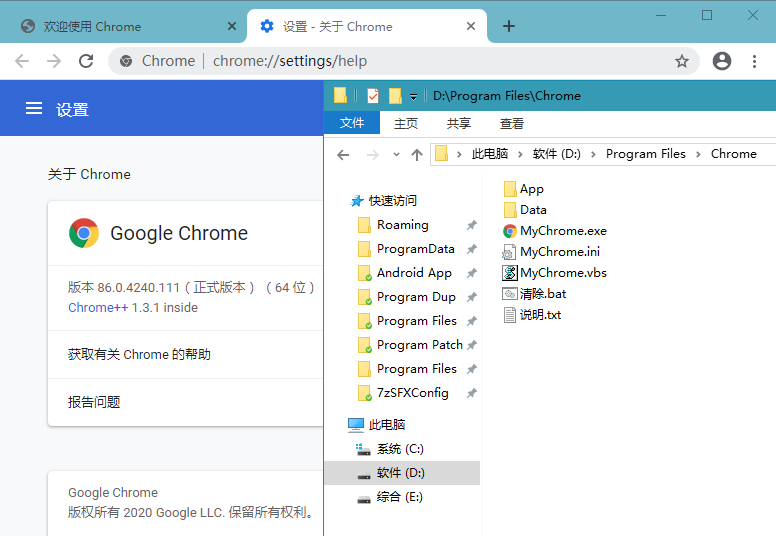 欢迎使用 Chrome
设置 - 关于 Chrome
Chrome | chrome://settings/help
设置
关于 Chrome
Google Chrome
版本 86.0.4240.111（正式版本）（64 位）
Chrome++ 1.3.1 inside
获取有关 Chrome 的帮助
报告问题
Google Chrome
版权所有 2020 Google LLC. 保留所有权利。
D:\Program Files\Chrome
文件 主页 共享 查看
此电脑 > 软件 (D:) > Program Files > Chrome
快速访问
Roaming
ProgramData
Android App
Program Dup
Program Files
Program Patch
Program Files
7zSFXConfig
此电脑
系统 (C:)
软件 (D:)
综合 (E:)
App
Data
MyChrome.exe
MyChrome.ini
MyChrome.vbs
清除.bat
说明.txt